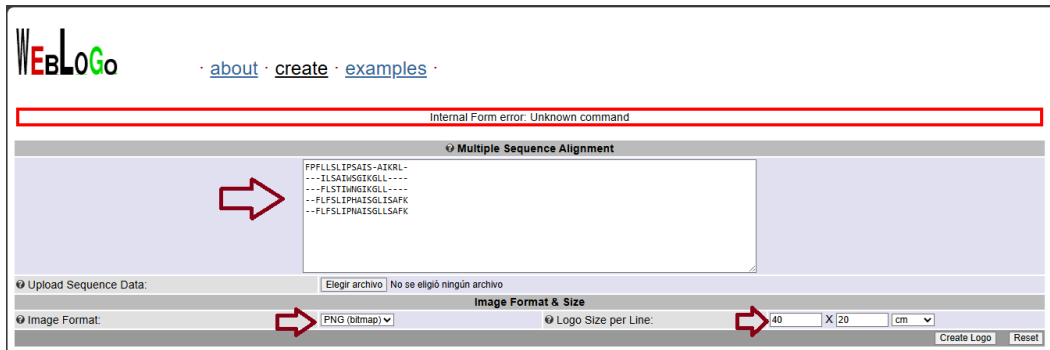 WEBLOGO
· about · create · examples ·
Internal Form error: Unknown command
Multiple Sequence Alignment
FPFLLSLIPSAIS-AIKRL-
---ILSAIWSGIKGLL----
---FLSTIWNGIKGLL----
--FLFSLIPHAISGLISAFK
--FLFSLIPNAISGLLSAFK
Upload Sequence Data: Elegir archivo No se eligió ningún archivo
Image Format & Size
Image Format: PNG (bitmap) Logo Size per Line: 40 X 20 cm
Create Logo Reset